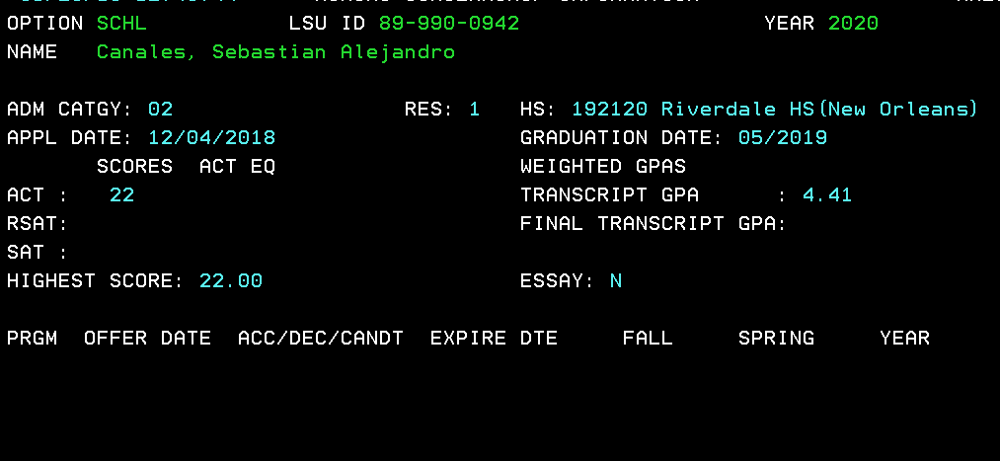 OPTION SCHL LSU ID 89-990-0942 YEAR 2020
NAME Canales, Sebastian Alejandro
ADM CATGY: 02 RES: 1 HS: 192120 Riverdale HS(New Orleans)
APPL DATE: 12/04/2018 GRADUATION DATE: 05/2019
SCORES ACT EQ WEIGHTED GPAS
ACT : 22 TRANSCRIPT GPA : 4.41
RSAT: FINAL TRANSCRIPT GPA:
SAT :
HIGHEST SCORE: 22.00 ESSAY: N
PRGM OFFER DATE ACC/DEC/CANDT EXPIRE DTE FALL SPRING YEAR